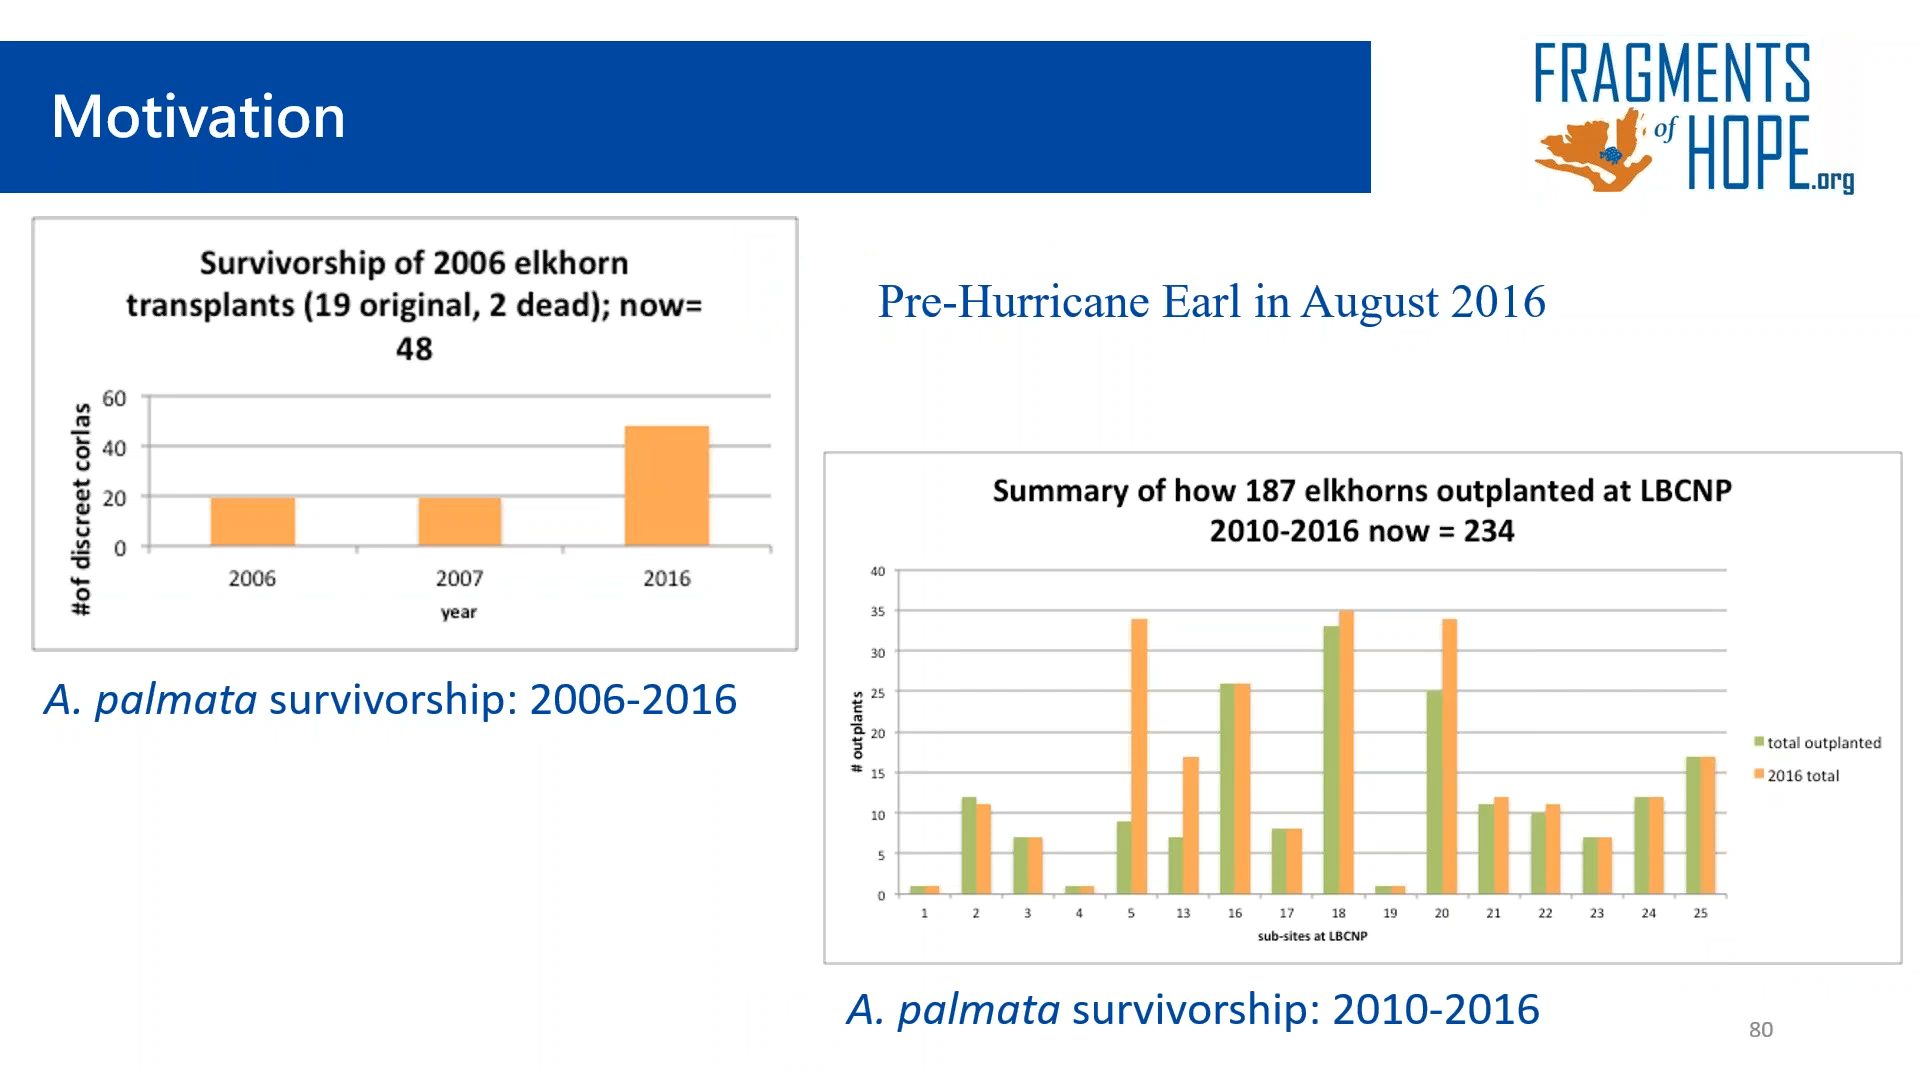 Motivation
FRAGMENTS
of HOPE.org
Survivorship of 2006 elkhorn
transplants (19 original, 2 dead); now=
48
#of discreet corlas
60
40
20
0
2006 2007 2016
year
A. palmata survivorship: 2006-2016
Pre-Hurricane Earl in August 2016
Summary of how 187 elkhorns outplanted at LBCNP
2010-2016 now = 234
# outplants
40
35
30
25
20
15
10
5
0
1 2 3 4 5 13 16 17 18 19 20 21 22 23 24 25
sub-sites at LBCNP
total outplanted
2016 total
A. palmata survivorship: 2010-2016
80